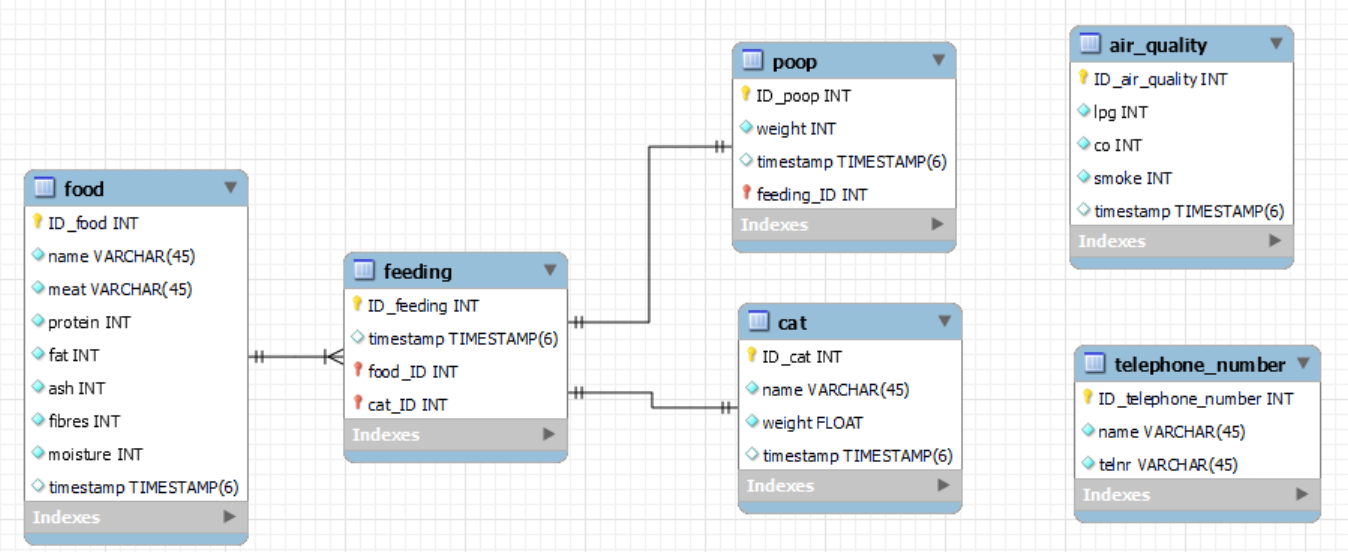 food
ID_food INT
name VARCHAR(45)
meat VARCHAR(45)
protein INT
fat INT
ash INT
fibres INT
moisture INT
timestamp TIMESTAMP(6)
Indexes
feeding
ID_feeding INT
timestamp TIMESTAMP(6)
food_ID INT
cat_ID INT
Indexes
poop
ID_poop INT
weight INT
timestamp TIMESTAMP(6)
feeding_ID INT
Indexes
cat
ID_cat INT
name VARCHAR(45)
weight FLOAT
timestamp TIMESTAMP(6)
Indexes
air_quality
ID_air_quality INT
lpg INT
co INT
smoke INT
timestamp TIMESTAMP(6)
Indexes
telephone_number
ID_telephone_number INT
name VARCHAR(45)
telnr VARCHAR(45)
Indexes